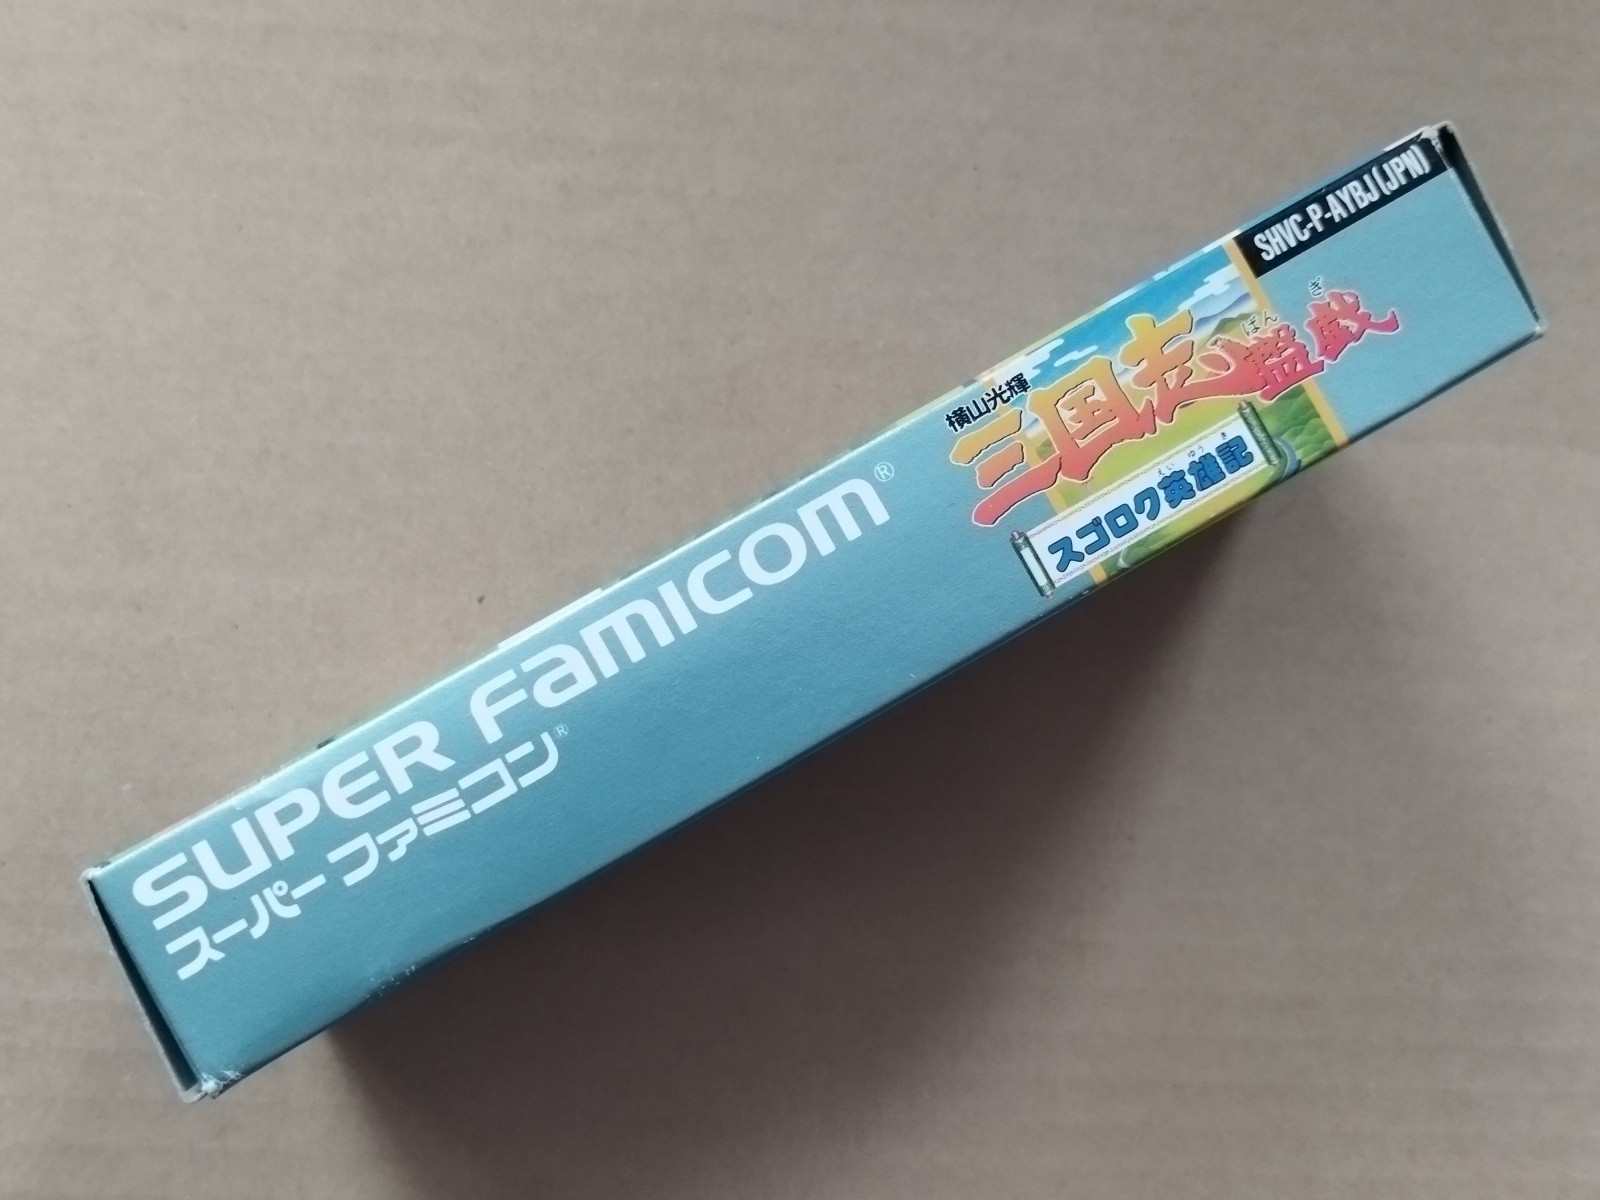 SUPER Famicom®
スーパーファミコン®
横山光輝
三国志盤戯
ばんぎ
スゴロク英雄記
えいゆうき
SHVC-P-AYBJ(JPN)